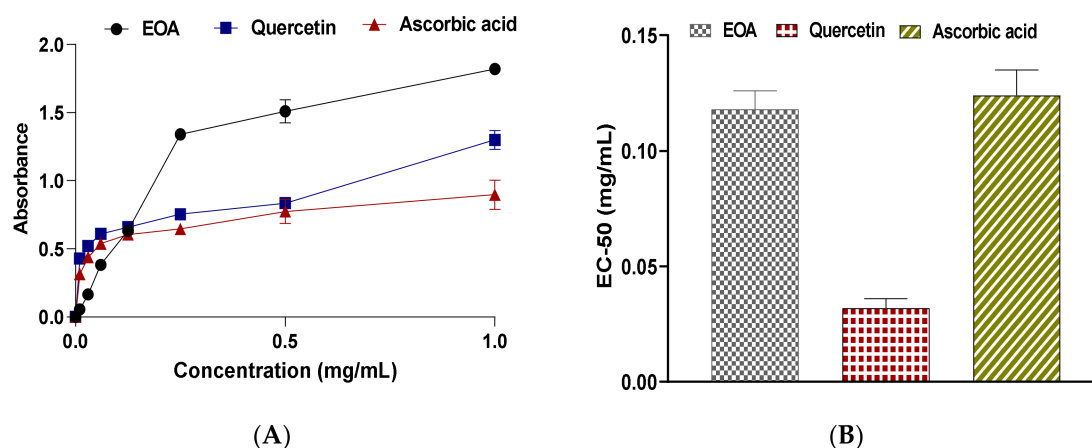 EOA Quercetin Ascorbic acid
2.0
1.5
1.0
0.5
0.0
Absorbance
0.0 0.5 1.0
Concentration (mg/mL)
(A)
EOA Quercetin Ascorbic acid
0.15
0.10
0.05
0.00
EC-50 (mg/mL)
(B)